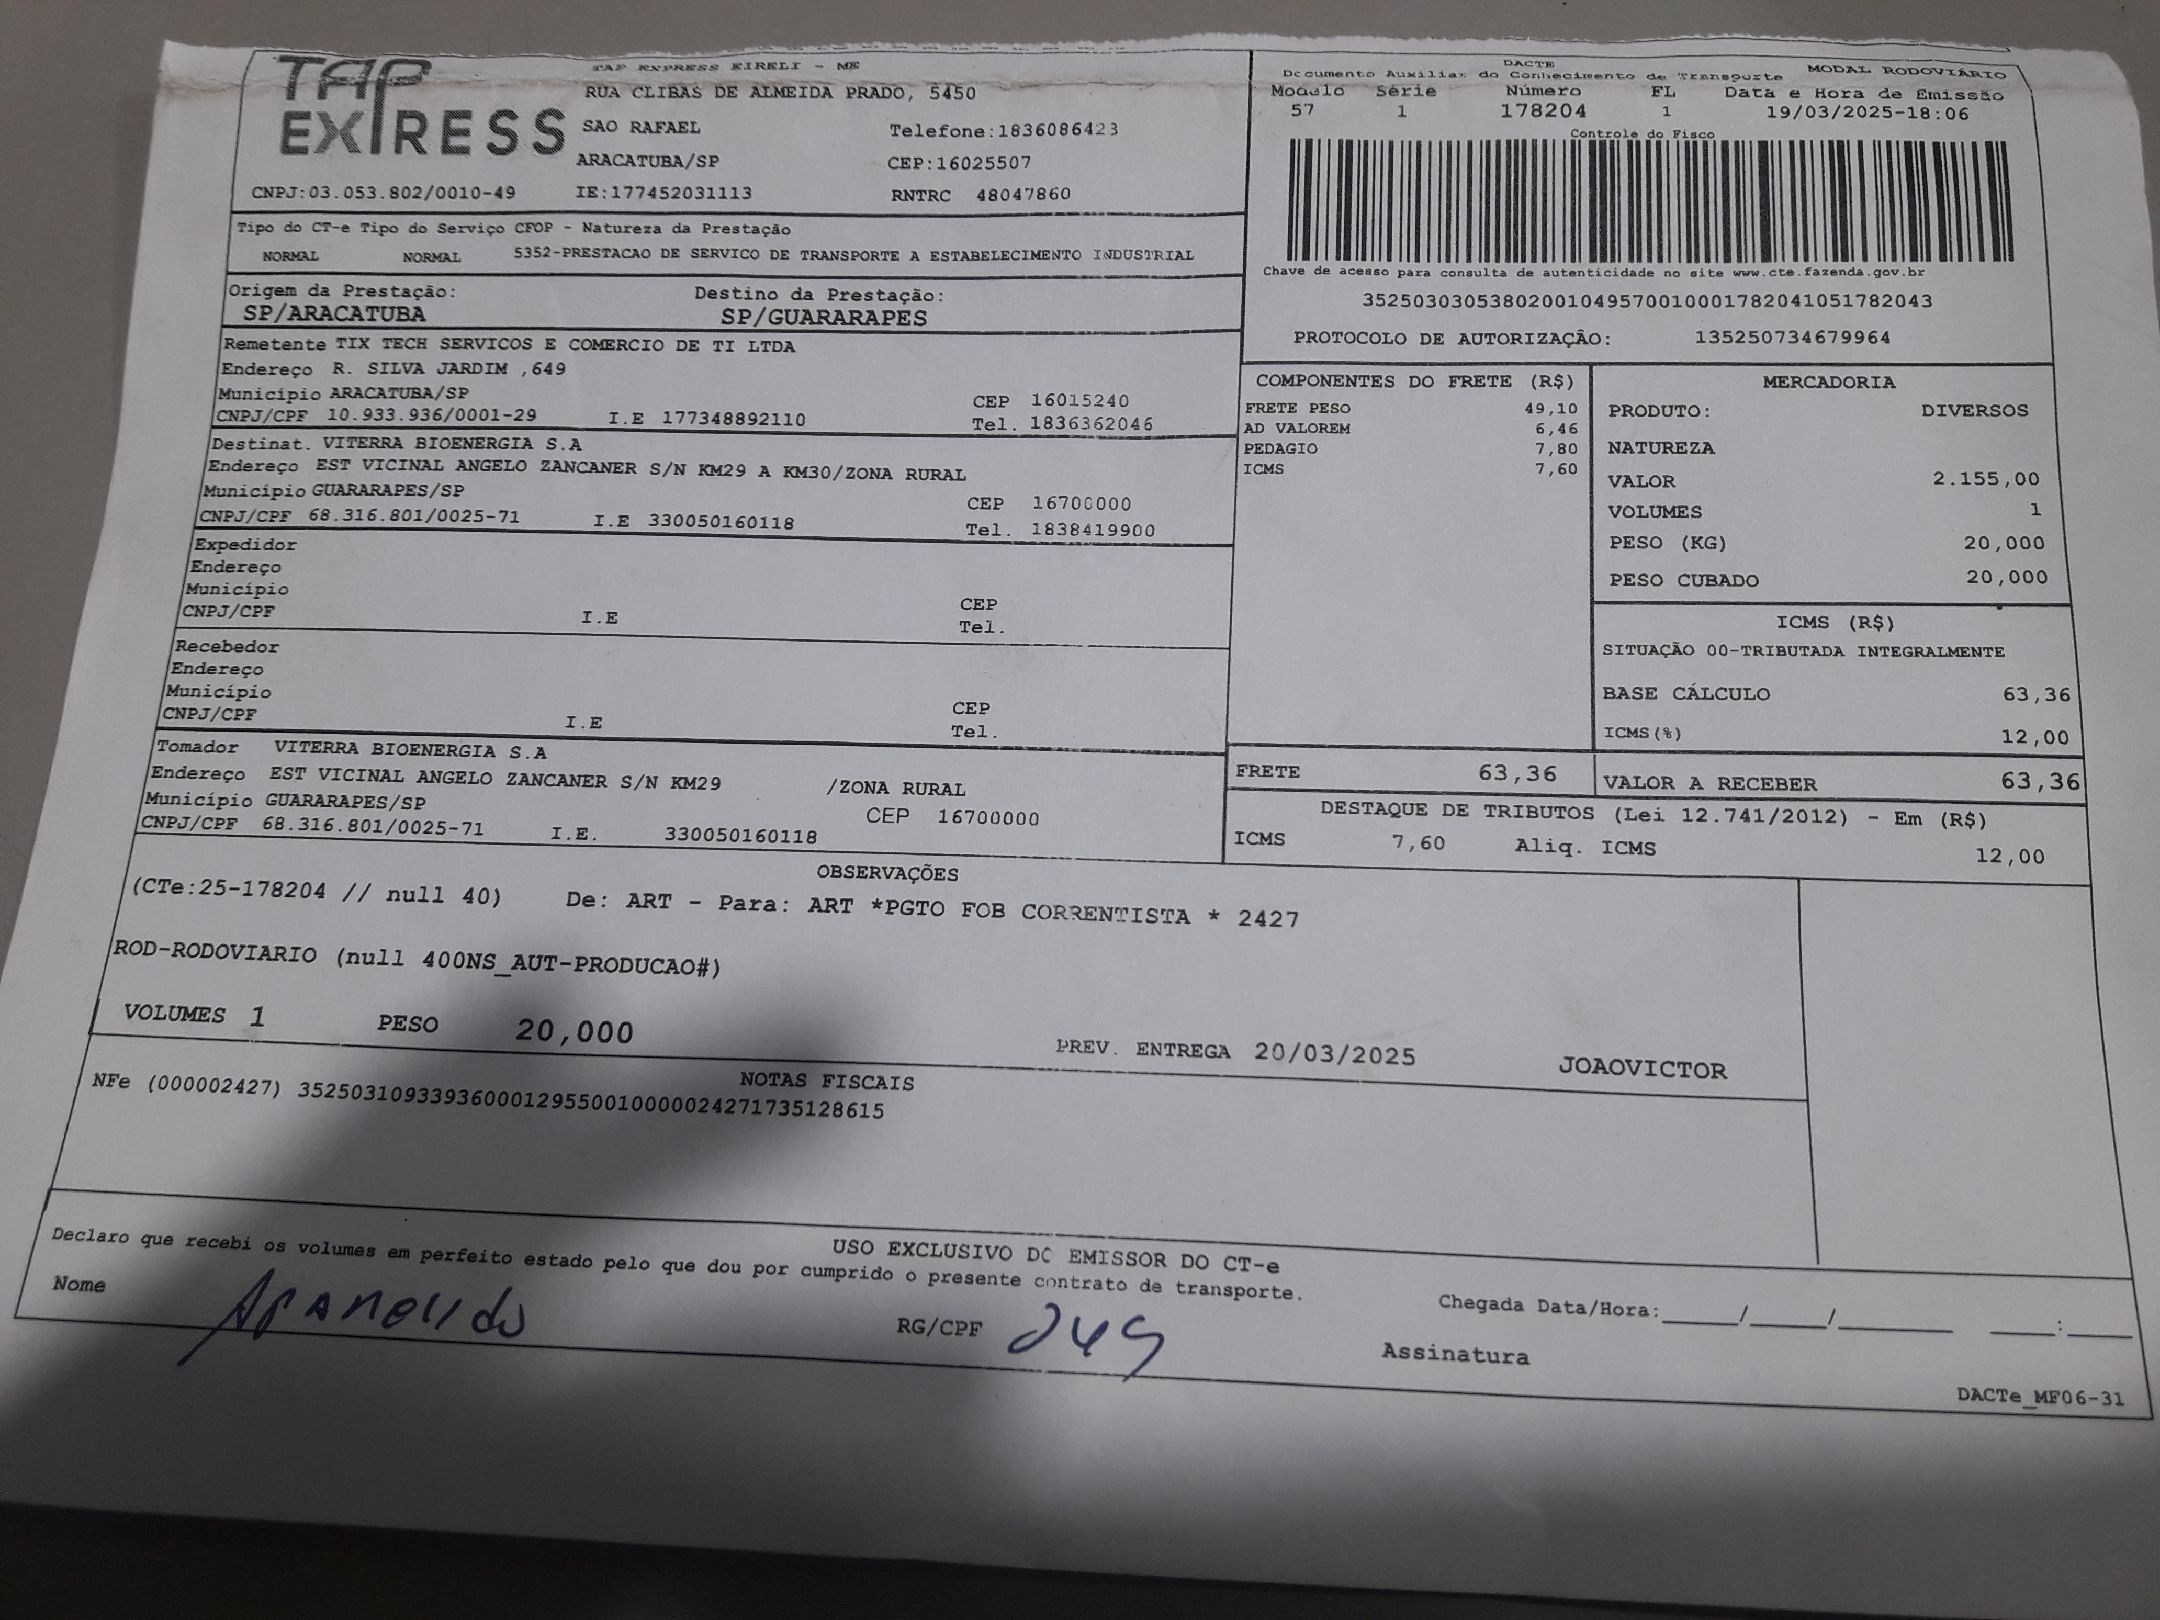 TAP EXPRESS
TAP EXPRESS EIRELI - ME
RUA CLIBAS DE ALMEIDA PRADO, 5450
SAO RAFAEL Telefone:1836086423
ARACATUBA/SP CEP:16025507
CNPJ:03.053.802/0010-49 IE:177452031113 RNTRC 48047860
DACTE
Documento Auxiliar do Conhecimento de Transporte MODAL RODOVIÁRIO
Modelo Série Número FL Data e Hora de Emissão
57 1 178204 1 19/03/2025-18:06
Controle do Fisco
Chave de acesso para consulta de autenticidade no site www.cte.fazenda.gov.br
35250303053802001049570010001782041051782043
PROTOCOLO DE AUTORIZAÇÃO: 135250734679964
Tipo do CT-e Tipo do Serviço CFOP - Natureza da Prestação
NORMAL NORMAL 5352-PRESTACAO DE SERVICO DE TRANSPORTE A ESTABELECIMENTO INDUSTRIAL
Origem da Prestação: Destino da Prestação:
SP/ARACATUBA SP/GUARARAPES
Remetente TIX TECH SERVICOS E COMERCIO DE TI LTDA
Endereço R. SILVA JARDIM ,649
Município ARACATUBA/SP CEP 16015240
CNPJ/CPF 10.933.936/0001-29 I.E 177348892110 Tel. 1836362046
Destinat. VITERRA BIOENERGIA S.A
Endereço EST VICINAL ANGELO ZANCANER S/N KM29 A KM30/ZONA RURAL
Município GUARARAPES/SP CEP 16700000
CNPJ/CPF 68.316.801/0025-71 I.E 330050160118 Tel. 1838419900
Expedidor
Endereço
Município CEP
CNPJ/CPF I.E Tel.
Recebedor
Endereço
Município CEP
CNPJ/CPF I.E Tel.
Tomador VITERRA BIOENERGIA S.A
Endereço EST VICINAL ANGELO ZANCANER S/N KM29 /ZONA RURAL
Município GUARARAPES/SP CEP 16700000
CNPJ/CPF 68.316.801/0025-71 I.E. 330050160118
COMPONENTES DO FRETE (R$)
FRETE PESO 49,10
AD VALOREM 6,46
PEDAGIO 7,80
ICMS 7,60
MERCADORIA
PRODUTO: DIVERSOS
NATUREZA
VALOR 2.155,00
VOLUMES 1
PESO (KG) 20,000
PESO CUBADO 20,000
ICMS (R$)
SITUAÇÃO 00-TRIBUTADA INTEGRALMENTE
BASE CÁLCULO 63,36
ICMS(%) 12,00
FRETE 63,36 VALOR A RECEBER 63,36
DESTAQUE DE TRIBUTOS (Lei 12.741/2012) - Em (R$)
ICMS 7,60 Aliq. ICMS 12,00
OBSERVAÇÕES
(CTe:25-178204 // null 40) De: ART - Para: ART *PGTO FOB CORRENTISTA * 2427
ROD-RODOVIARIO (null 400NS_AUT-PRODUCAO#)
VOLUMES 1 PESO 20,000 PREV. ENTREGA 20/03/2025 JOAOVICTOR
NOTAS FISCAIS
NFe (000002427) 35250310933936000129550010000024271735128615
USO EXCLUSIVO DO EMISSOR DO CT-e
Declaro que recebi os volumes em perfeito estado pelo que dou por cumprido o presente contrato de transporte.
Nome RG/CPF Chegada Data/Hora:_____/_____/_______ ____:____
Assinatura
DACTe_MF06-31